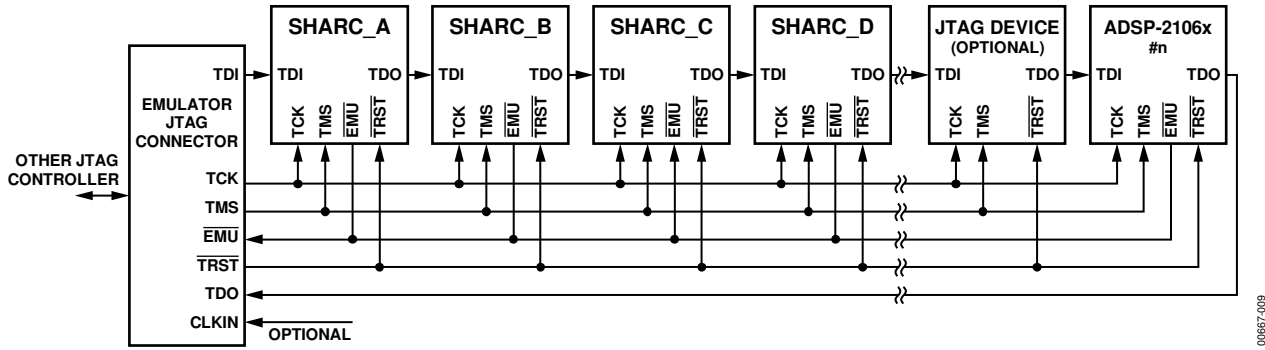 SHARC_A
SHARC_B
SHARC_C
SHARC_D
JTAG DEVICE
(OPTIONAL)
ADSP-2106x
#n
TDI
TDI
TDO
TDI
TDO
TDI
TDO
TDI
TDO
TDI
TDO
TDI
TDO
EMULATOR
JTAG
CONNECTOR
TCK
TMS
EMU
TRST
TCK
TMS
EMU
TRST
TCK
TMS
EMU
TRST
TCK
TMS
EMU
TRST
TCK
TMS
TRST
TCK
TMS
EMU
TRST
OTHER JTAG
CONTROLLER
TCK
TMS
EMU
TRST
TDO
CLKIN
OPTIONAL
00667-009